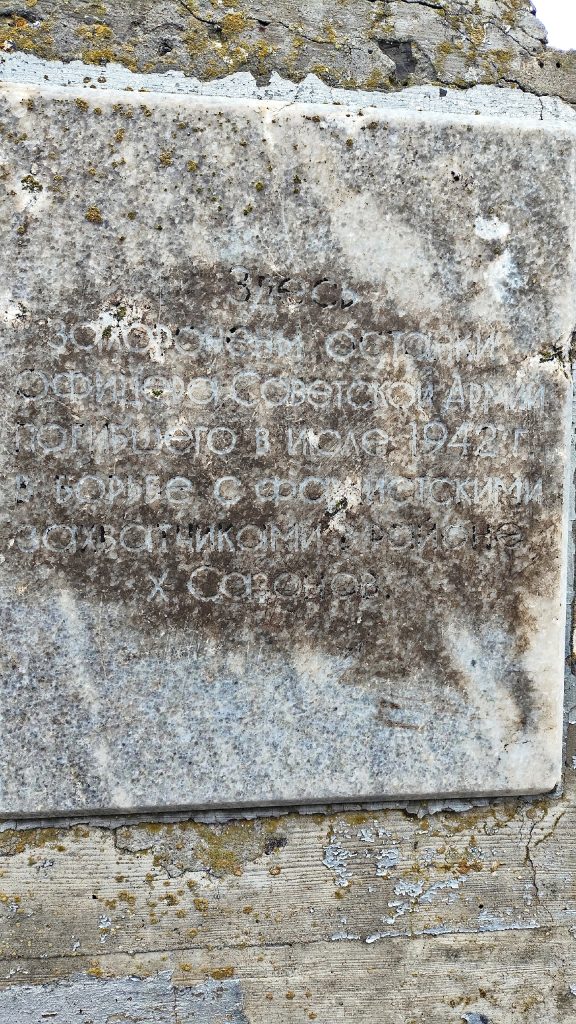 Здесь
захоронены останки
офицера Советской Армии
погибшего в июле 1942 г.
в борьбе с фашистскими
захватчиками в районе
х Сазонов.